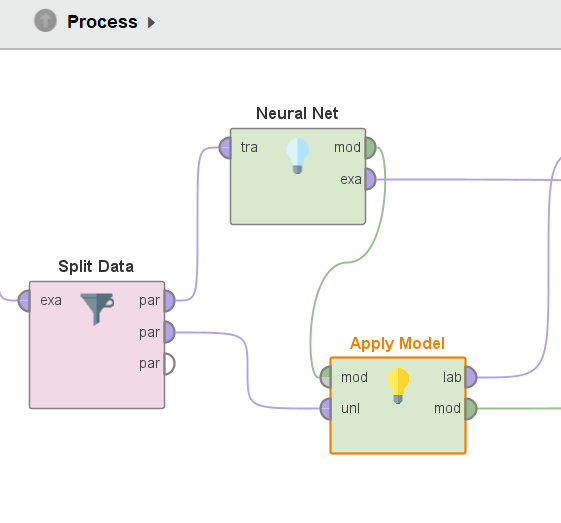 Process
Neural Net
tra mod
exa
Split Data
exa par
par
par
Apply Model
mod lab
unl mod